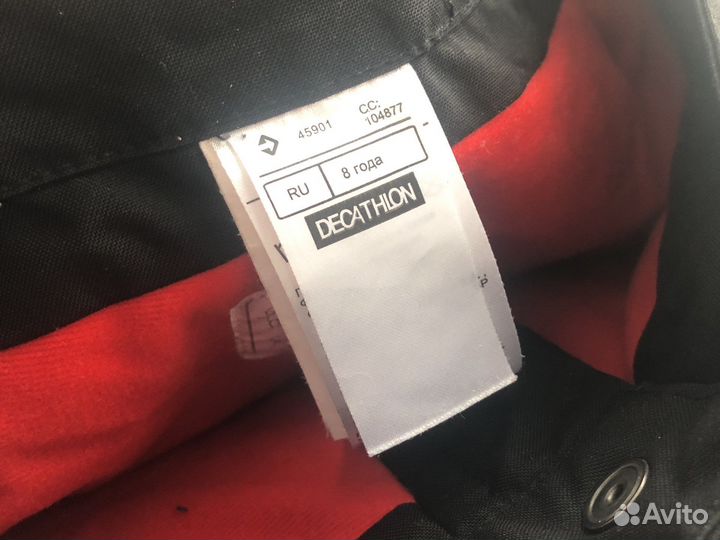 45901
CC:
104877
RU
8 года
DECATHLON
Avito